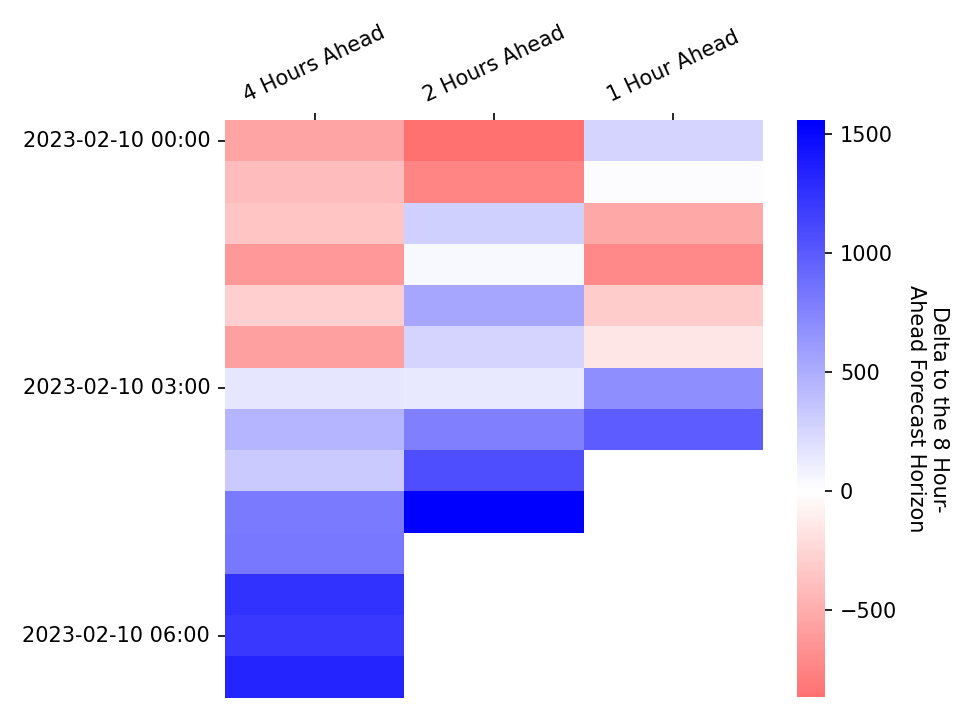 4 Hours Ahead
2 Hours Ahead
1 Hour Ahead
2023-02-10 00:00
2023-02-10 03:00
2023-02-10 06:00
1500
1000
500
0
−500
Delta to the 8 Hour-
Ahead Forecast Horizon